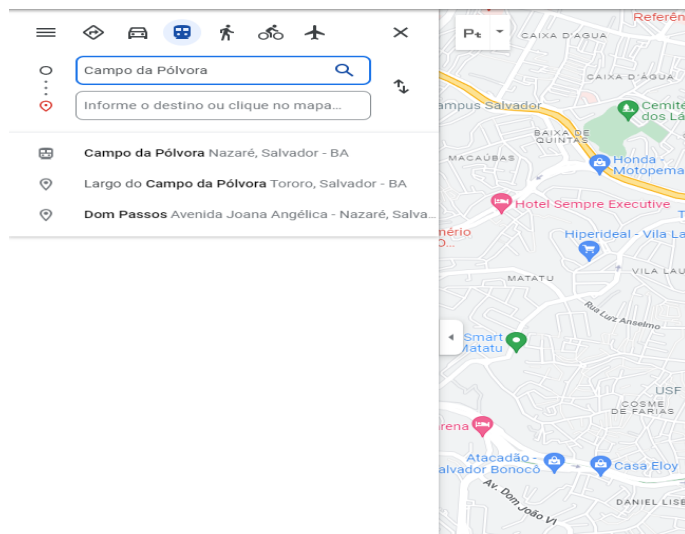 Campo da Pólvora
Informe o destino ou clique no mapa...
Campo da Pólvora Nazaré, Salvador - BA
Largo do Campo da Pólvora Tororo, Salvador - BA
Dom Passos Avenida Joana Angélica - Nazaré, Salva...
Referên
CAIXA D'AGUA
CAIXA D'ÁGUA
ampus Salvador
Cemité
dos Lá
BAIXA DE
QUINTAS
MACAÚBAS
Honda -
Motopema
Hotel Sempre Executive
T
mério
O...
Hiperideal - Vila La
VILA LAU
MATATU
Rua Luiz Anselmo
Smart
Matatu
USF
COSME
DE FARIAS
rena
Atacadão -
alvador Bonocô
Casa Eloy
Av. Dom João VI
DANIEL LISB